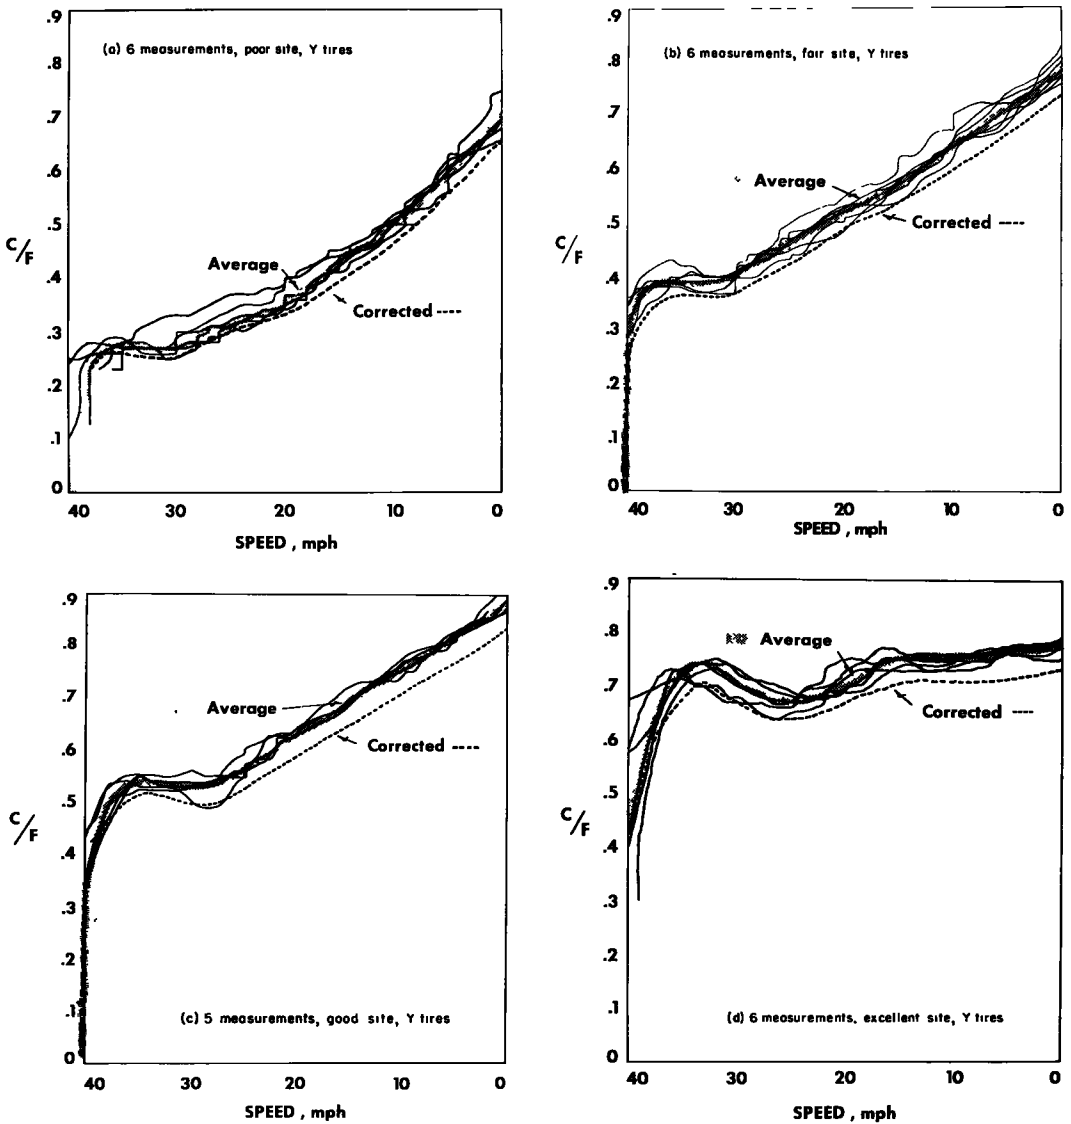 (a) 6 measurements, poor site, Y tires
.9
.8
.7
.6
.5
.4
.3
.2
.1
0
C/F
Average
Corrected ----
40 30 20 10 0
SPEED , mph
(b) 6 measurements, fair site, Y tires
.9
.8
.7
.6
.5
.4
.3
.2
.1
0
C/F
Average
Corrected ----
40 30 20 10 0
SPEED, mph
.9
.8
.7
.6
.5
.4
.3
.2
.1
0
C/F
Average
Corrected ----
(c) 5 measurements, good site, Y tires
40 30 20 10 0
SPEED , mph
.9
.8
.7
.6
.5
.4
.3
.2
.1
0
C/F
Average
Corrected ----
(d) 6 measurements. excellent site, Y tires
40 30 20 10 0
SPEED , mph